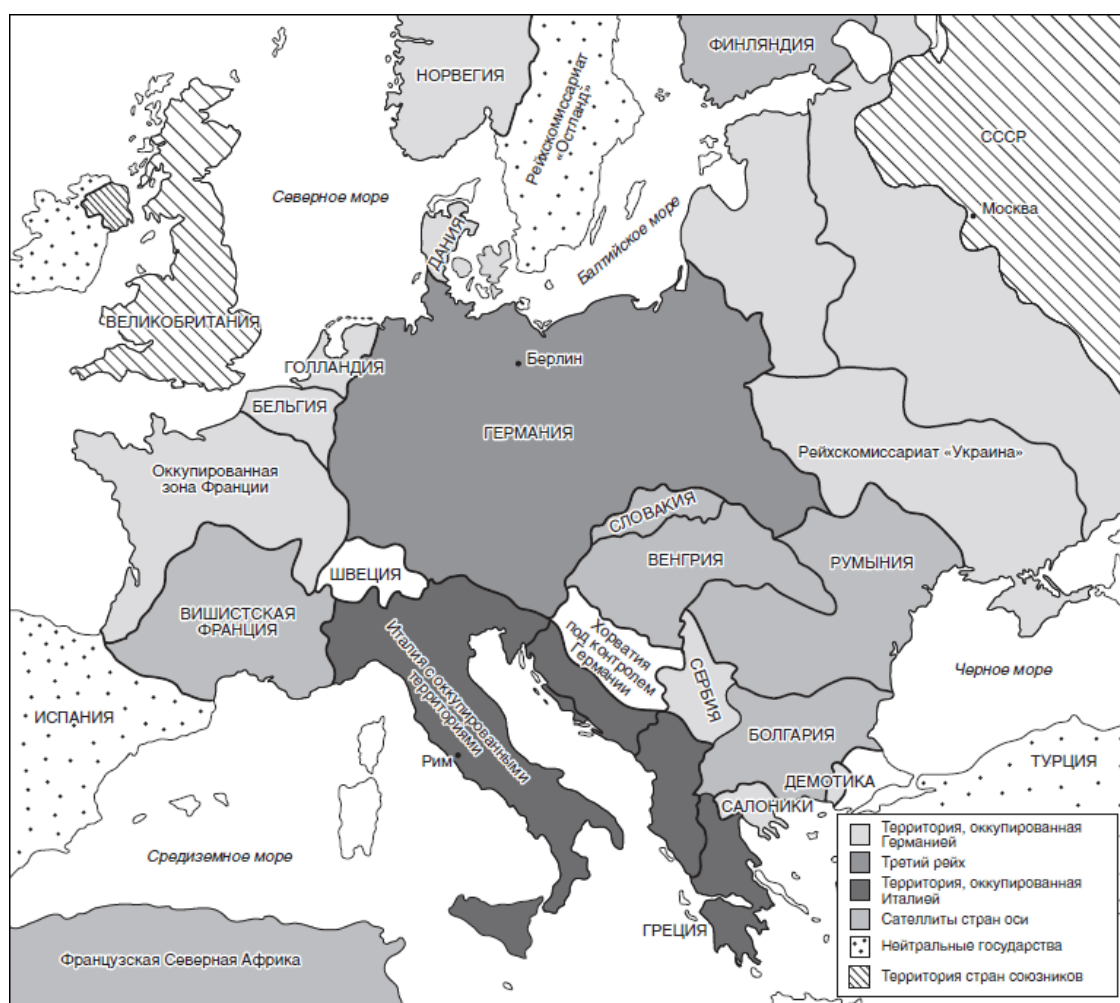 НОРВЕГИЯ
ФИНЛЯНДИЯ
Рейхскомиссариат
«Остланд»
СССР
Северное море
Москва
ДАНИЯ
Балтийское море
ВЕЛИКОБРИТАНИЯ
ГОЛЛАНДИЯ
Берлин
БЕЛЬГИЯ
ГЕРМАНИЯ
Оккупированная
зона Франции
Рейхскомиссариат «Украина»
СЛОВАКИЯ
ВЕНГРИЯ
РУМЫНИЯ
ШВЕЦИЯ
ВИШИСТСКАЯ
ФРАНЦИЯ
Италия с оккупированными
территориями
Хорватия
под контролем
Германии
СЕРБИЯ
Черное море
ИСПАНИЯ
БОЛГАРИЯ
Рим
ТУРЦИЯ
ДЕМОТИКА
САЛОНИКИ
Средиземное море
ГРЕЦИЯ
Французская Северная Африка
Территория, оккупированная
Германией
Третий рейх
Территория, оккупированная
Италией
Сателлиты стран оси
Нейтральные государства
Территория стран союзников